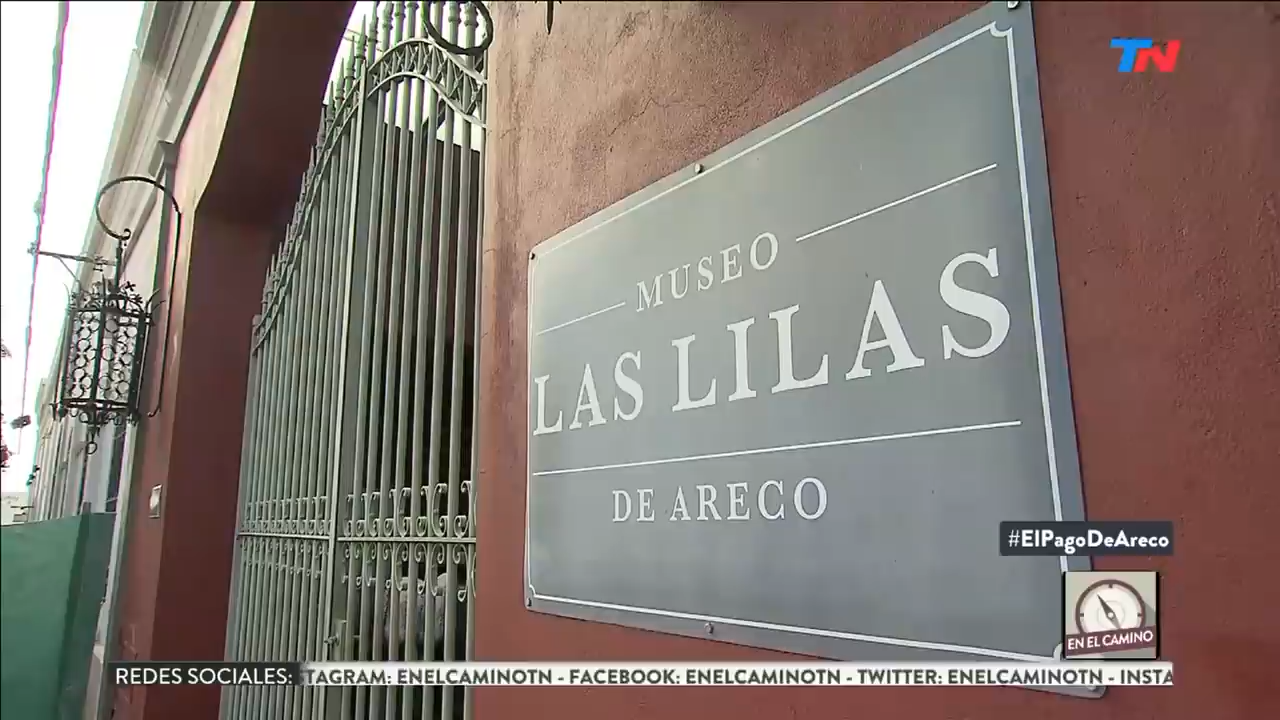 TN
MUSEO
LAS LILAS
DE ARECO
#ElPagoDeAreco
EN EL CAMINO
REDES SOCIALES: STAGRAM: ENELCAMINOTN - FACEBOOK: ENELCAMINOTN - TWITTER: ENELCAMINOTN - INSTA